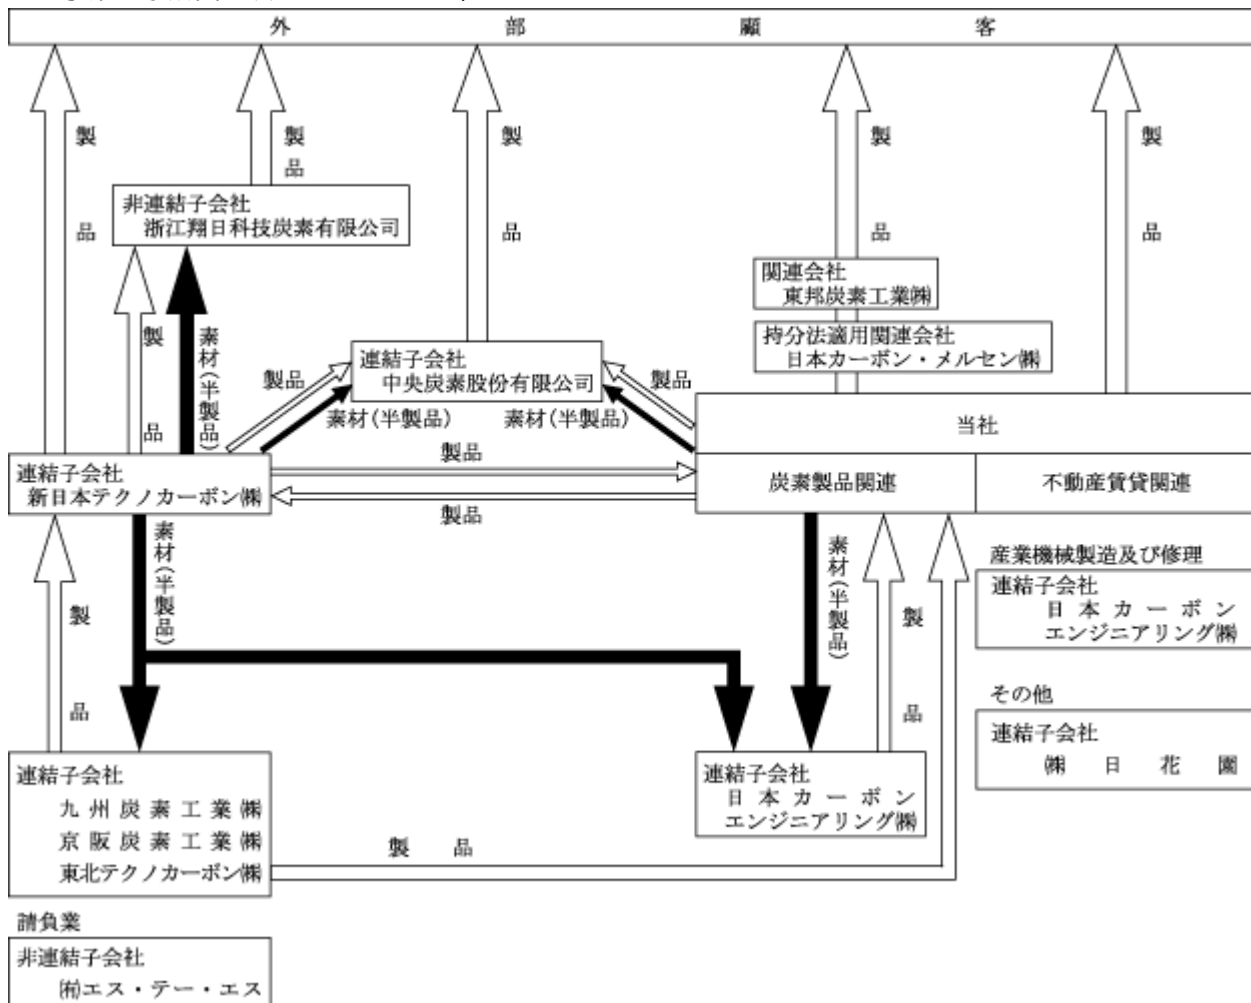 外部顧客
製品
製品
製品
製品
製品
非連結子会社
浙江翔日科技炭素有限公司
関連会社
東邦炭素工業㈱
持分法適用関連会社
日本カーボン・メルセン㈱
製品
素材(半製品)
連結子会社
中央炭素股份有限公司
製品
製品
素材(半製品)
素材(半製品)
当社
炭素製品関連
不動産賃貸関連
製品
製品
連結子会社
新日本テクノカーボン㈱
素材(半製品)
素材(半製品)
製品
製品
産業機械製造及び修理
連結子会社
日本カーボン
エンジニアリング㈱
その他
連結子会社
㈱日花園
連結子会社
九州炭素工業㈱
京阪炭素工業㈱
東北テクノカーボン㈱
連結子会社
日本カーボン
エンジニアリング㈱
製品
請負業
非連結子会社
㈲エス・テー・エス